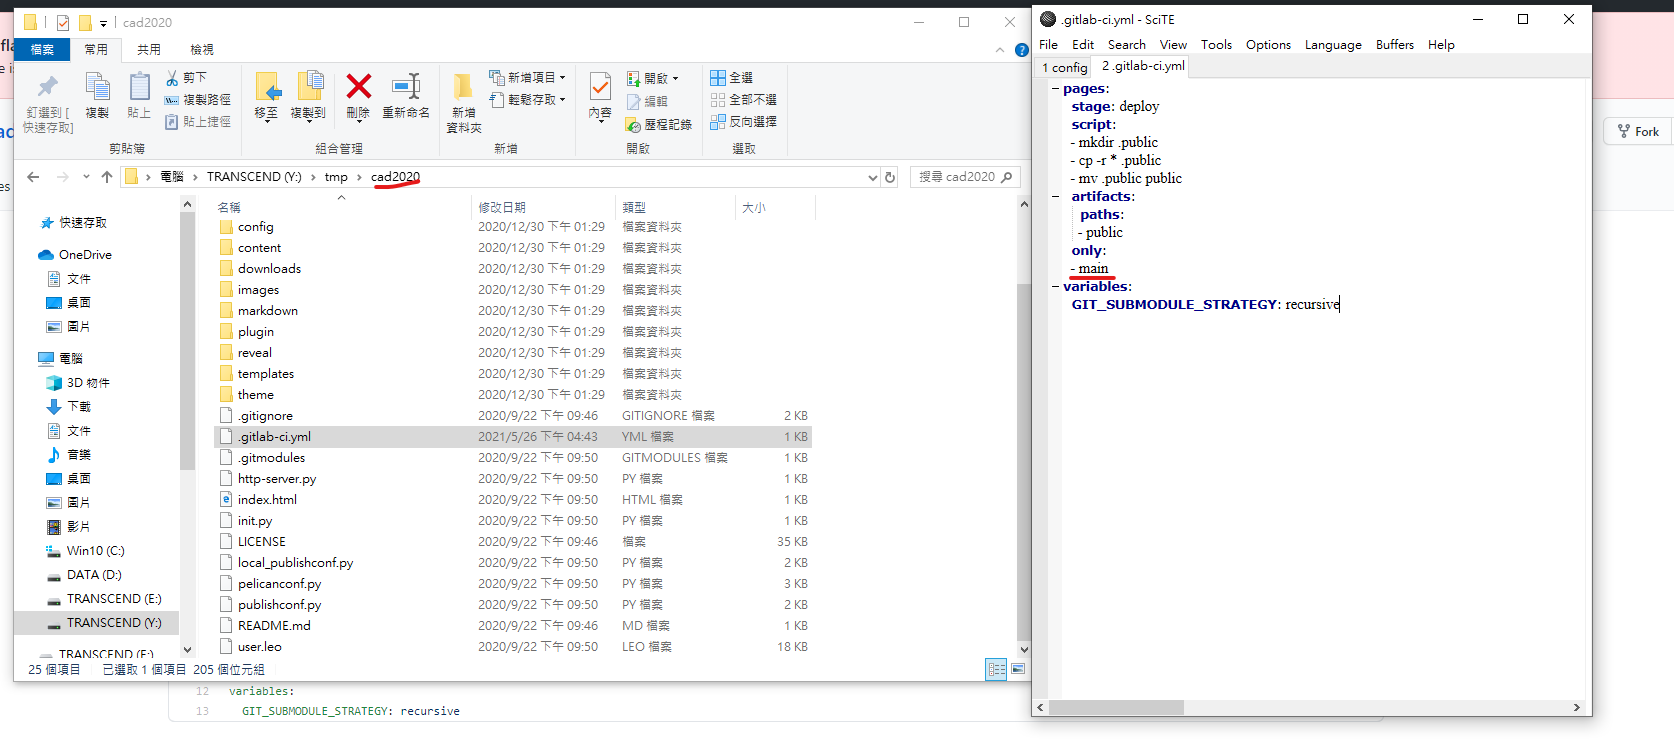 cad2020
檔案 常用 共用 檢視
釘選到 [
快速存取]
複製
貼上
剪下
複製路徑
貼上捷徑
剪貼簿
移至
複製到
刪除
重新命名
組合管理
新增
資料夾
新增項目
輕鬆存取
新增
內容
開啟
編輯
歷程記錄
開啟
全選
全部不選
反向選擇
選取
電腦 › TRANSCEND (Y:) › tmp › cad2020
搜尋 cad2020
快速存取
OneDrive
文件
桌面
圖片
電腦
3D 物件
下載
文件
音樂
桌面
圖片
影片
Win10 (C:)
DATA (D:)
TRANSCEND (E:)
TRANSCEND (Y:)
TRANSCEND (E:)
名稱 修改日期 類型 大小
config 2020/12/30 下午 01:29 檔案資料夾
content 2020/12/30 下午 01:29 檔案資料夾
downloads 2020/12/30 下午 01:29 檔案資料夾
images 2020/12/30 下午 01:29 檔案資料夾
markdown 2020/12/30 下午 01:29 檔案資料夾
plugin 2020/12/30 下午 01:29 檔案資料夾
reveal 2020/12/30 下午 01:29 檔案資料夾
templates 2020/12/30 下午 01:29 檔案資料夾
theme 2020/12/30 下午 01:29 檔案資料夾
.gitignore 2020/9/22 下午 09:46 GITIGNORE 檔案 2 KB
.gitlab-ci.yml 2021/5/26 下午 04:43 YML 檔案 1 KB
.gitmodules 2020/9/22 下午 09:50 GITMODULES 檔案 1 KB
http-server.py 2020/9/22 下午 09:50 PY 檔案 1 KB
index.html 2020/9/22 下午 09:50 HTML 檔案 1 KB
init.py 2020/9/22 下午 09:50 PY 檔案 1 KB
LICENSE 2020/9/22 下午 09:46 檔案 35 KB
local_publishconf.py 2020/9/22 下午 09:50 PY 檔案 2 KB
pelicanconf.py 2020/9/22 下午 09:50 PY 檔案 3 KB
publishconf.py 2020/9/22 下午 09:50 PY 檔案 2 KB
README.md 2020/9/22 下午 09:46 MD 檔案 1 KB
user.leo 2020/9/22 下午 09:50 LEO 檔案 18 KB
25 個項目 已選取 1 個項目 205 個位元組
12 variables:
13 GIT_SUBMODULE_STRATEGY: recursive
.gitlab-ci.yml - SciTE
File Edit Search View Tools Options Language Buffers Help
1 config 2 .gitlab-ci.yml
pages:
stage: deploy
script:
- mkdir .public
- cp -r * .public
- mv .public public
artifacts:
paths:
- public
only:
- main
variables:
GIT_SUBMODULE_STRATEGY: recursive
Fork